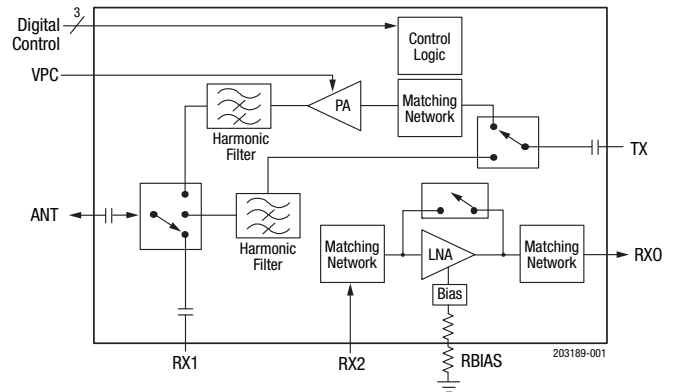 3
Digital
Control
Control
Logic
VPC
PA
Matching
Network
Harmonic
Filter
TX
ANT
Harmonic
Filter
Matching
Network
LNA
Matching
Network
RXO
Bias
RX1
RX2
RBIAS
203189-001